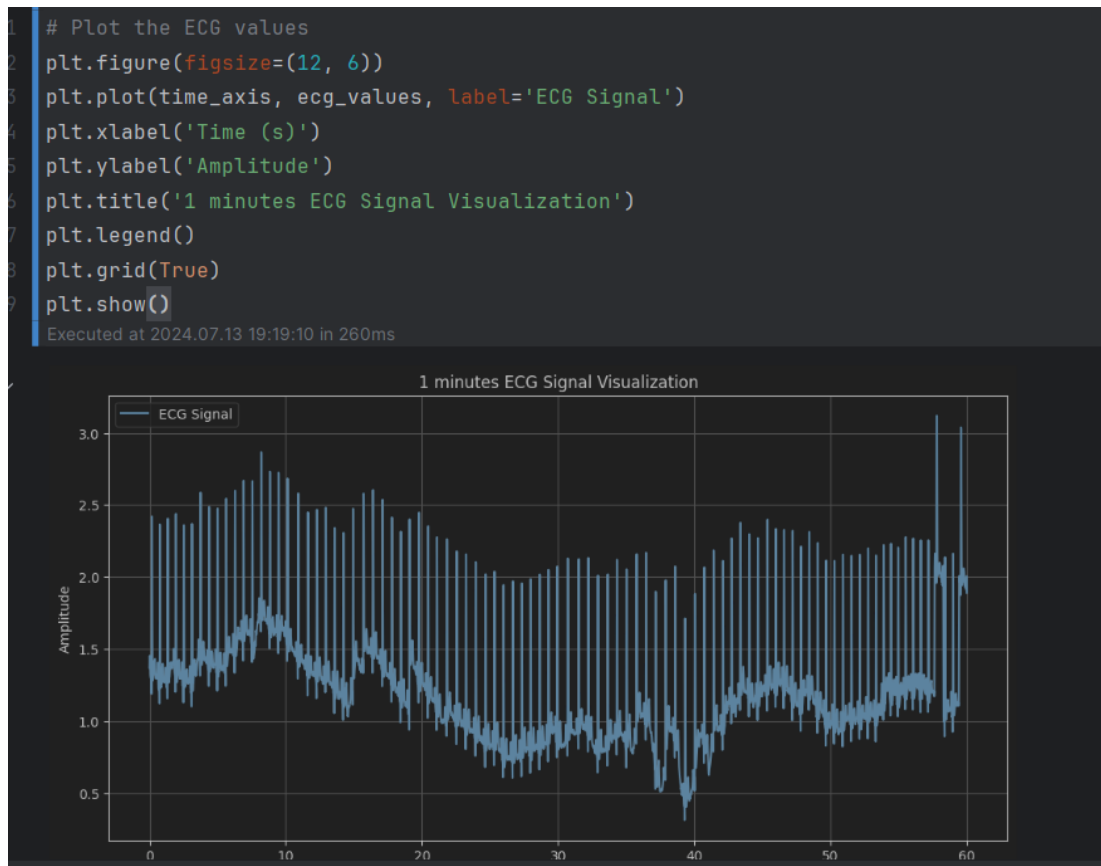 1 # Plot the ECG values
2 plt.figure(figsize=(12, 6))
3 plt.plot(time_axis, ecg_values, label='ECG Signal')
4 plt.xlabel('Time (s)')
5 plt.ylabel('Amplitude')
6 plt.title('1 minutes ECG Signal Visualization')
7 plt.legend()
8 plt.grid(True)
9 plt.show()
Executed at 2024.07.13 19:19:10 in 260ms
1 minutes ECG Signal Visualization
ECG Signal
3.0
2.5
2.0
1.5
1.0
0.5
Amplitude
0 10 20 30 40 50 60